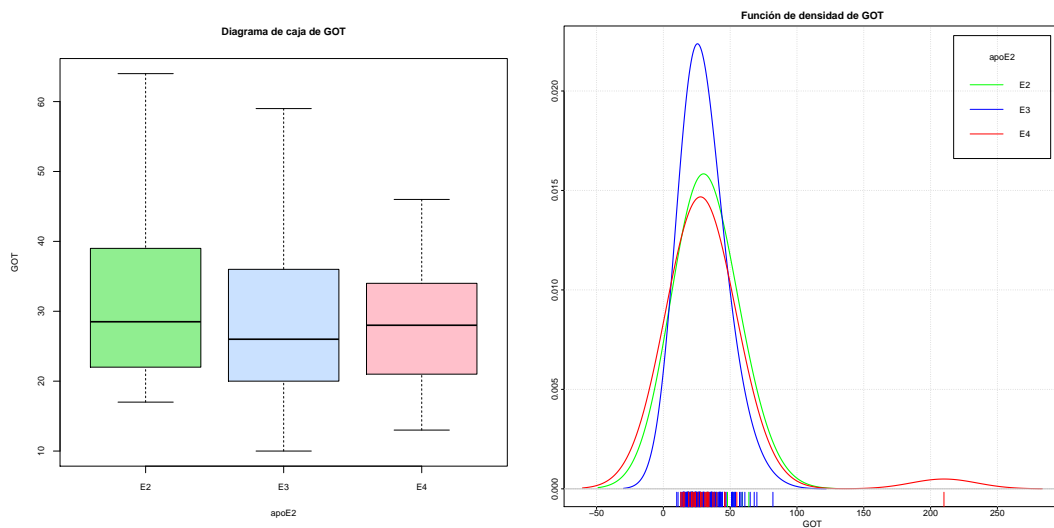 Diagrama de caja de GOT
GOT
60
50
40
30
20
10
E2
E3
E4
apoE2
Función de densidad de GOT
apoE2
E2
E3
E4
0.020
0.015
0.010
0.005
0.000
−50
0
50
100
150
200
250
GOT